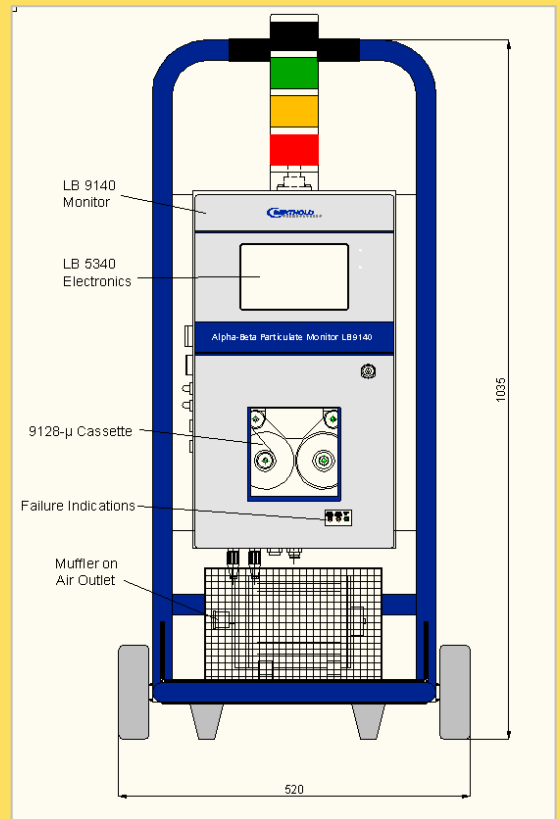 LB 9140
Monitor
BERTHOLD
LB 5340
Electronics
Alpha-Beta Particulate Monitor LB9140
9128-µ Cassette
1035
Failure Indications
Muffler on
Air Outlet
520